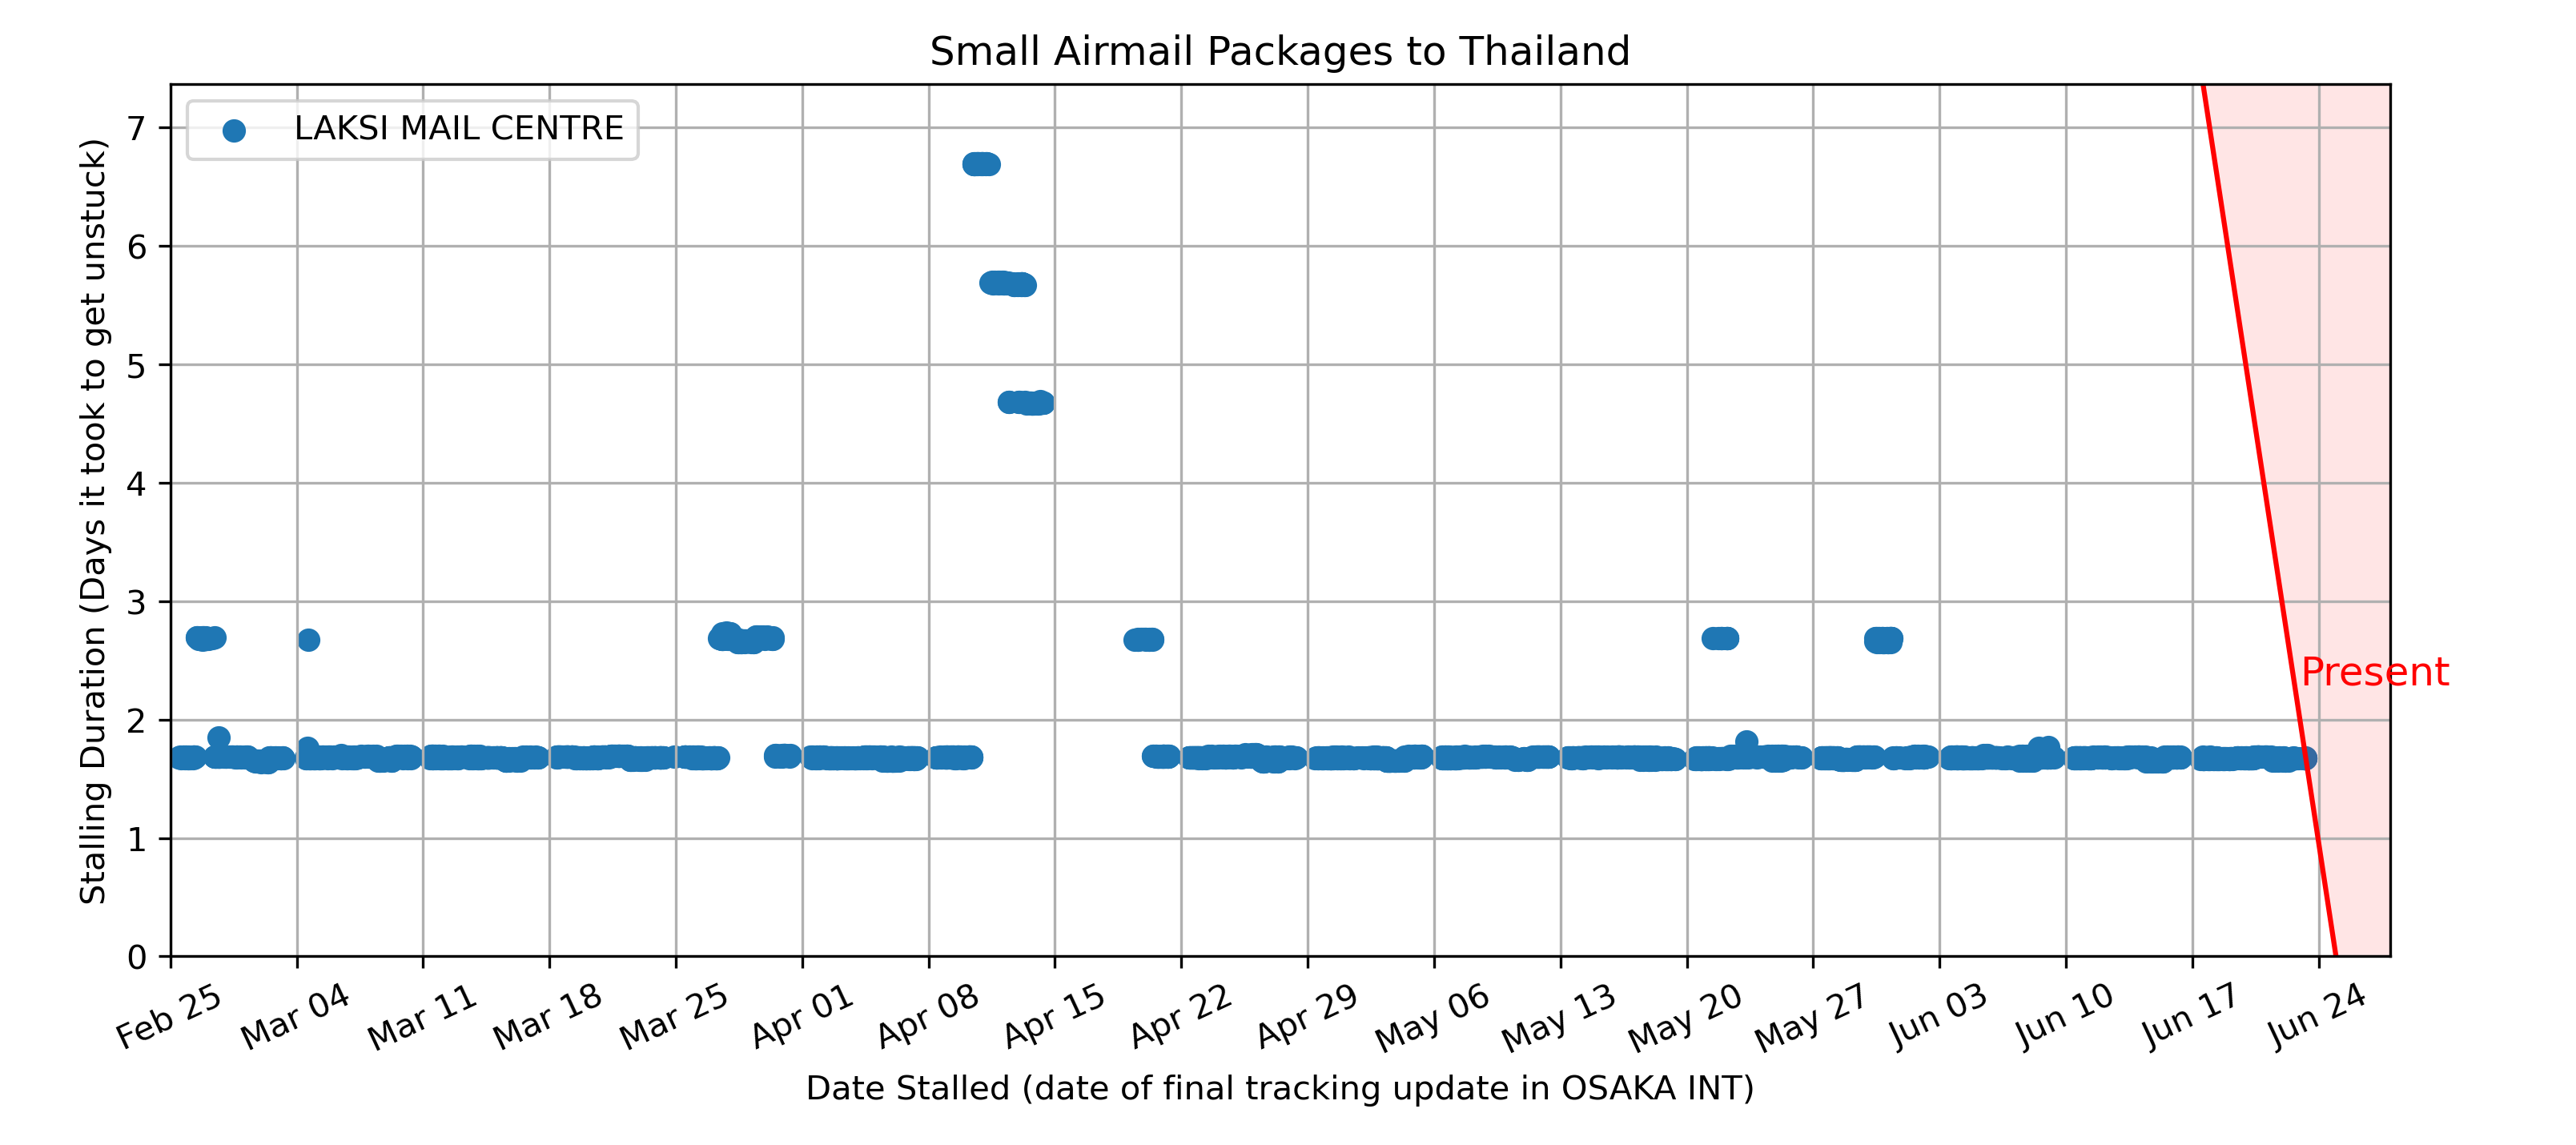 Small Airmail Packages to Thailand
LAKSI MAIL CENTRE
Stalling Duration (Days it took to get unstuck)
7
6
5
4
3
2
1
0
Present
Feb 25
Mar 04
Mar 11
Mar 18
Mar 25
Apr 01
Apr 08
Apr 15
Apr 22
Apr 29
May 06
May 13
May 20
May 27
Jun 03
Jun 10
Jun 17
Jun 24
Date Stalled (date of final tracking update in OSAKA INT)